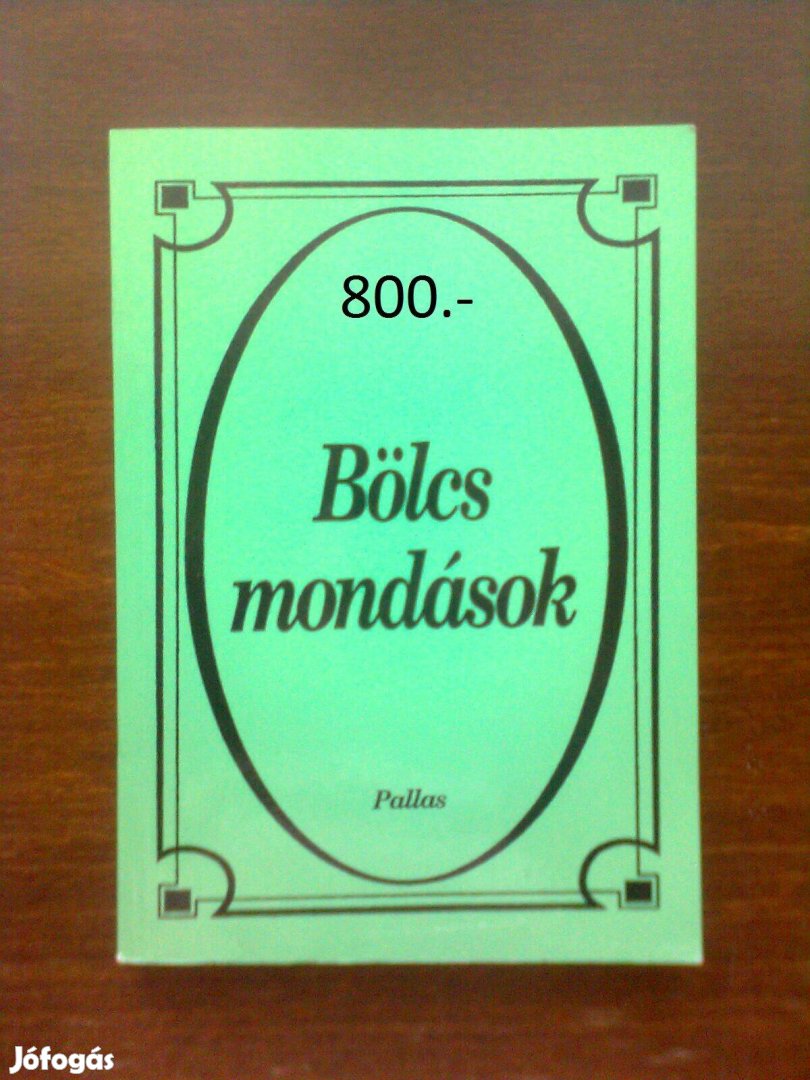 800.-
Bölcs
mondások
Pallas
Jófogás